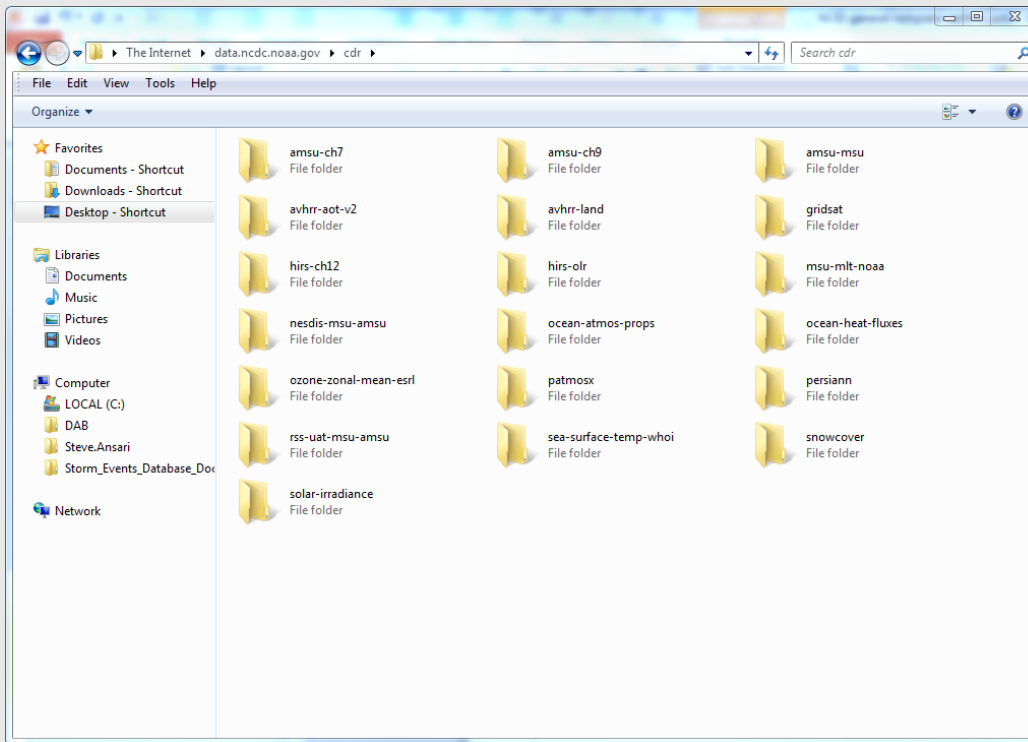 The Internet data.ncdc.noaa.gov cdr
Search cdr
File Edit View Tools Help
Organize
Favorites
Documents - Shortcut
Downloads - Shortcut
Desktop - Shortcut
Libraries
Documents
Music
Pictures
Videos
Computer
LOCAL (C:)
DAB
Steve.Ansari
Storm_Events_Database_Doc
Network
amsu-ch7
File folder
amsu-ch9
File folder
amsu-msu
File folder
avhrr-aot-v2
File folder
avhrr-land
File folder
gridsat
File folder
hirs-ch12
File folder
hirs-olr
File folder
msu-mlt-noaa
File folder
nesdis-msu-amsu
File folder
ocean-atmos-props
File folder
ocean-heat-fluxes
File folder
ozone-zonal-mean-esrl
File folder
patmosx
File folder
persiann
File folder
rss-uat-msu-amsu
File folder
sea-surface-temp-whoi
File folder
snowcover
File folder
solar-irradiance
File folder